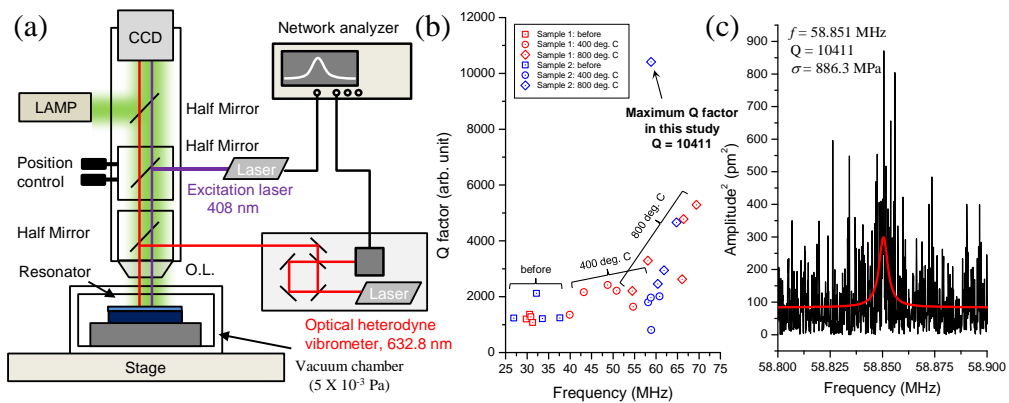 (a)
CCD
Network analyzer
LAMP
Half Mirror
Half Mirror
Position
control
Laser
Excitation laser
408 nm
Half Mirror
O.L.
Resonator
Laser
Optical heterodyne
vibrometer, 632.8 nm
Vacuum chamber
(5 X 10⁻³ Pa)
Stage
(b)
Q factor (arb. unit)
12000
10000
8000
6000
4000
2000
0
Sample 1: before
Sample 1: 400 deg. C
Sample 1: 800 deg. C
Sample 2: before
Sample 2: 400 deg. C
Sample 2: 800 deg. C
Maximum Q factor
in this study
Q = 10411
before
400 deg. C
800 deg. C
25 30 35 40 45 50 55 60 65 70 75
Frequency (MHz)
(c)
f = 58.851 MHz
Q = 10411
σ = 886.3 MPa
Amplitude² (pm²)
900
800
700
600
500
400
300
200
100
0
58.800 58.825 58.850 58.875 58.900
Frequency (MHz)